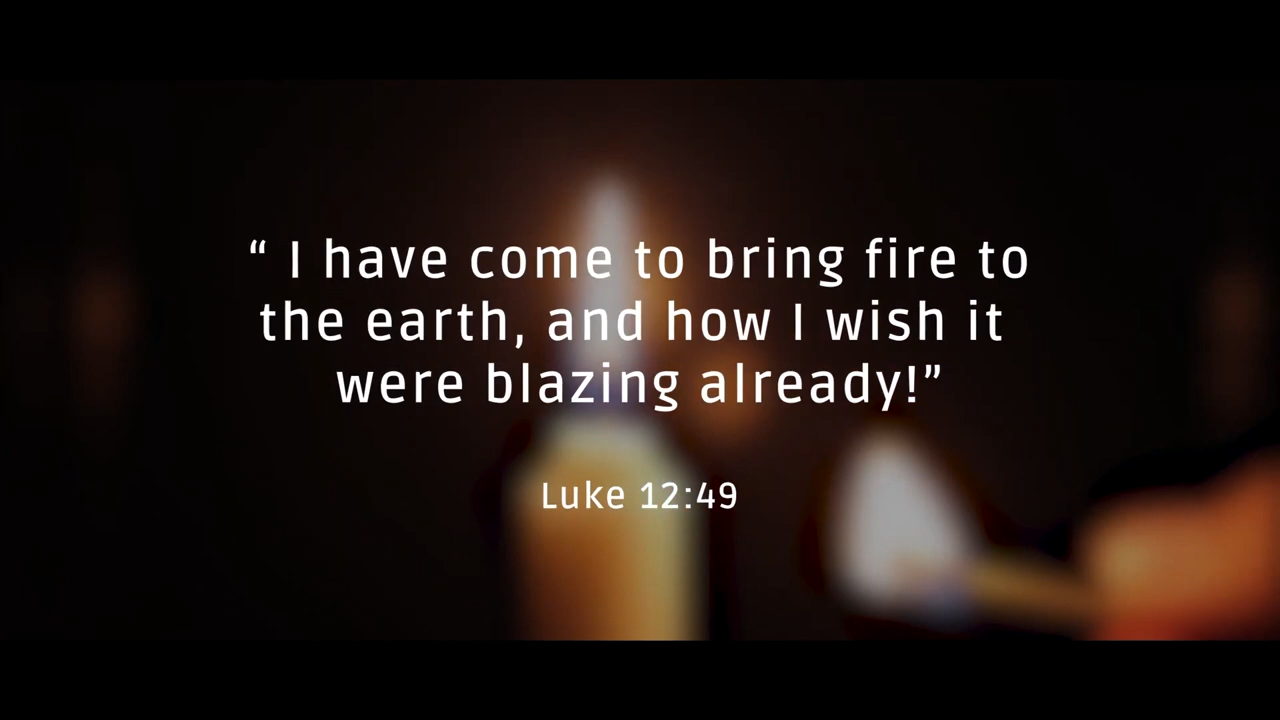 “ I have come to bring fire to
the earth, and how I wish it
were blazing already!”
Luke 12:49